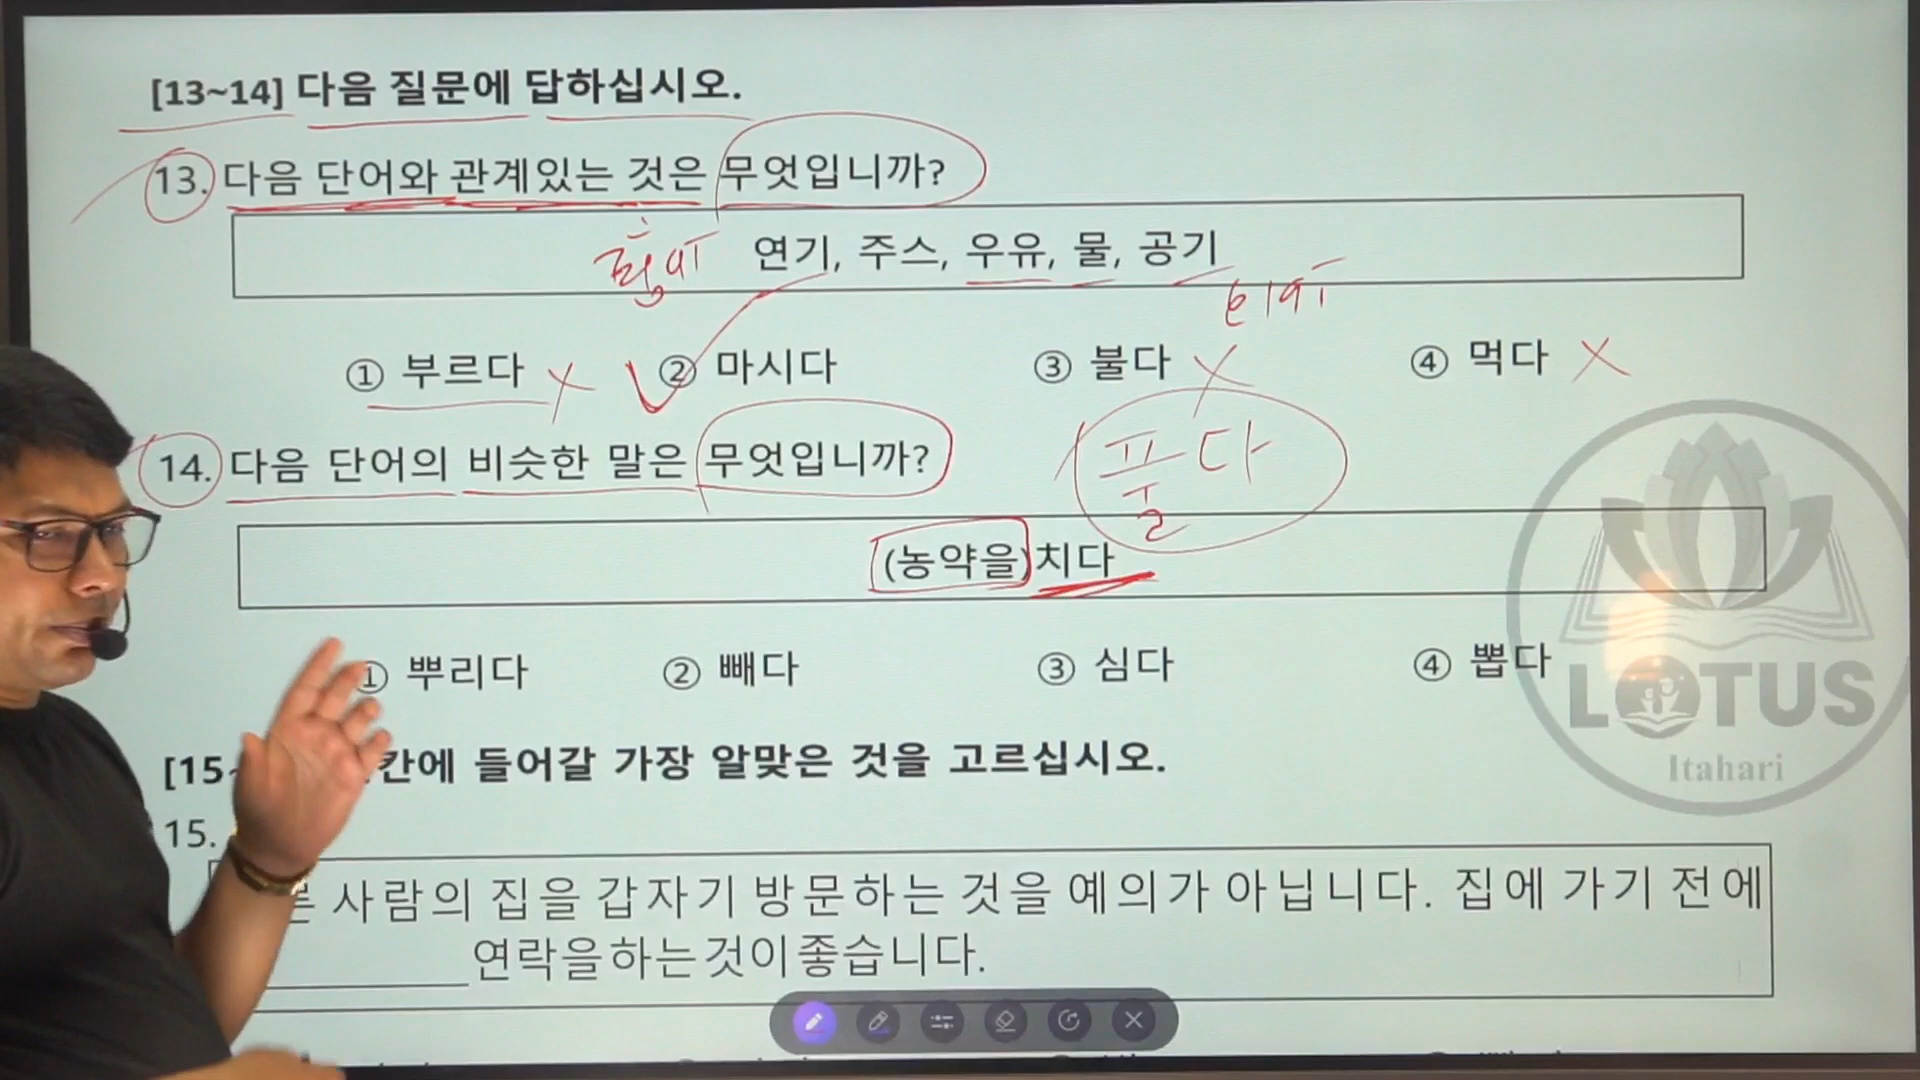 [13~14] 다음 질문에 답하십시오.
13. 다음 단어와 관계있는 것은 무엇입니까?
연기, 주스, 우유, 물, 공기
① 부르다 ② 마시다 ③ 불다 ④ 먹다
14. 다음 단어의 비슷한 말은 무엇입니까?
풀다
(농약을)치다
① 뿌리다 ② 빼다 ③ 심다 ④ 뽑다
LOTUS
Itahari
[15 칸에 들어갈 가장 알맞은 것을 고르십시오.
15.
사람의 집을 갑자기 방문하는 것을 예의가 아닙니다. 집에 가기 전에
연락을하는것이좋습니다.